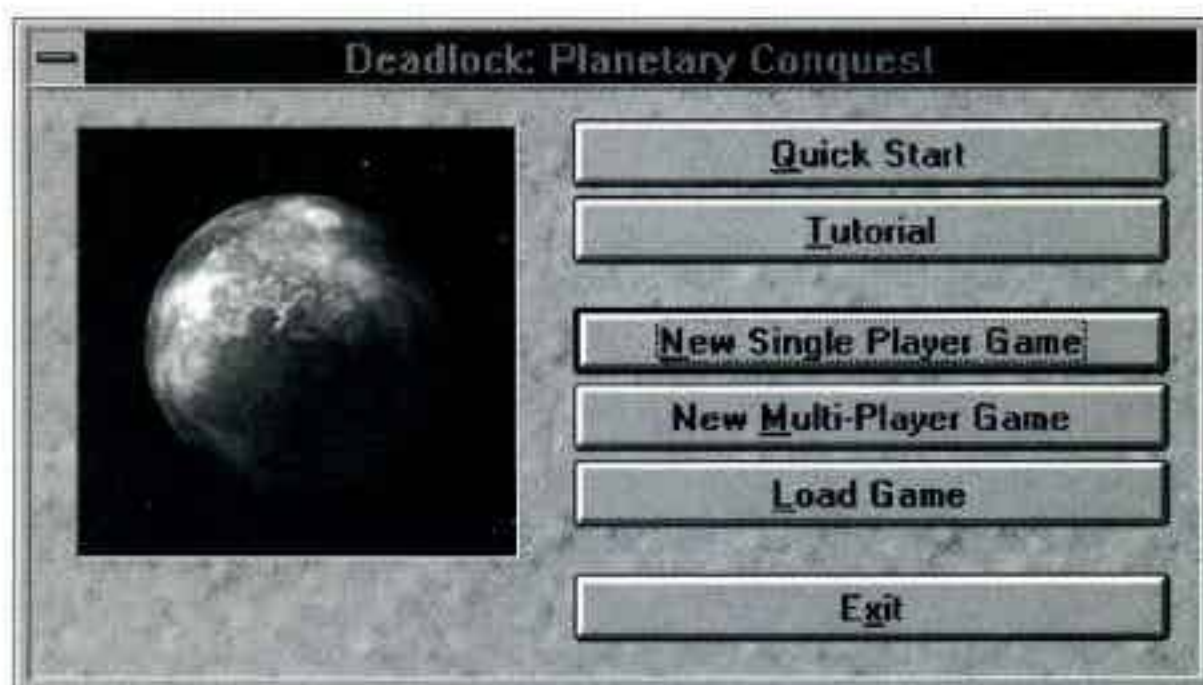 Deadlock: Planetary Conquest
Quick Start
Tutorial
New Single Player Game
New Multi-Player Game
Load Game
Exit